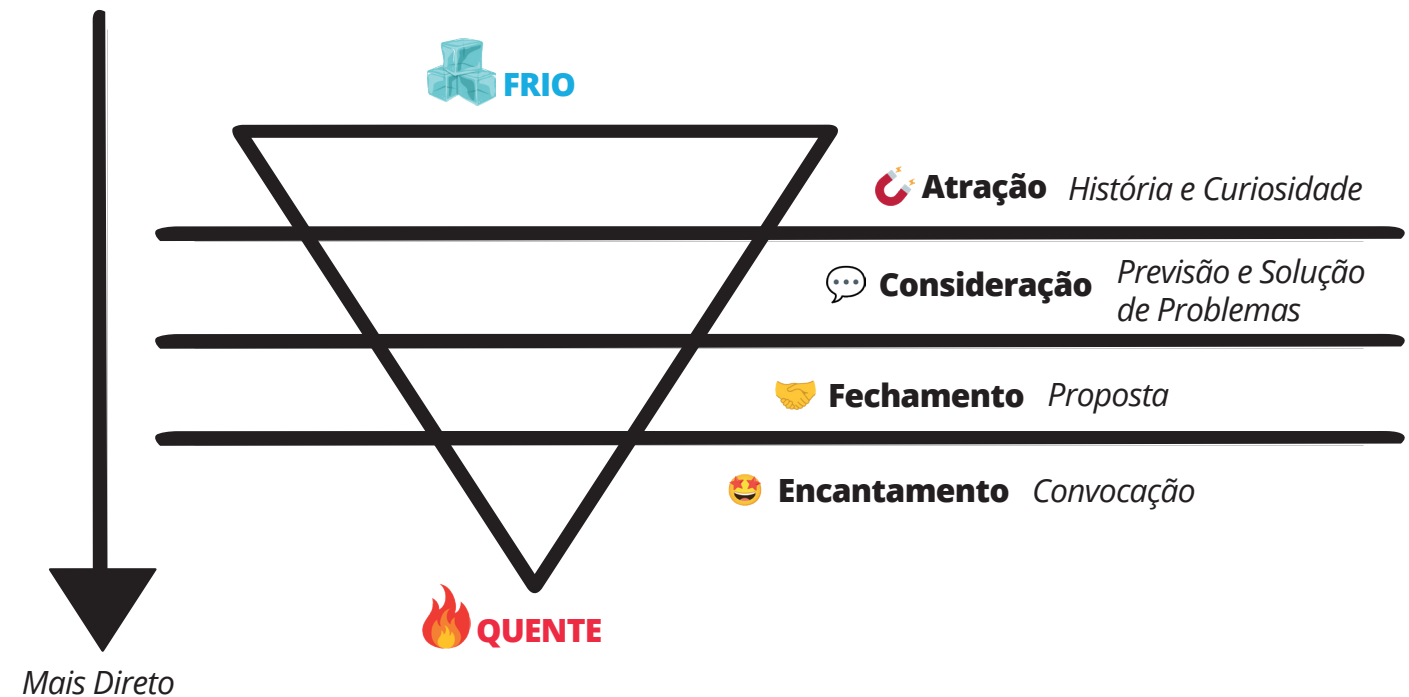 FRIO
Atração História e Curiosidade
Consideração Previsão e Solução
de Problemas
Fechamento Proposta
Encantamento Convocação
QUENTE
Mais Direto